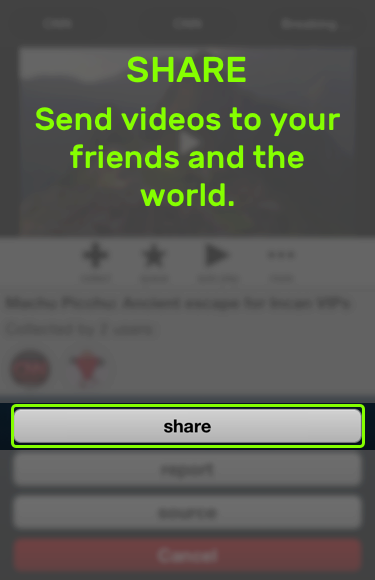 CNN
CNN
Breaking...
SHARE
Send videos to your
friends and the
world.
Machu Picchu: Ancient escape for Incan VIPs
Collected by 2 users
share
report
source
Cancel